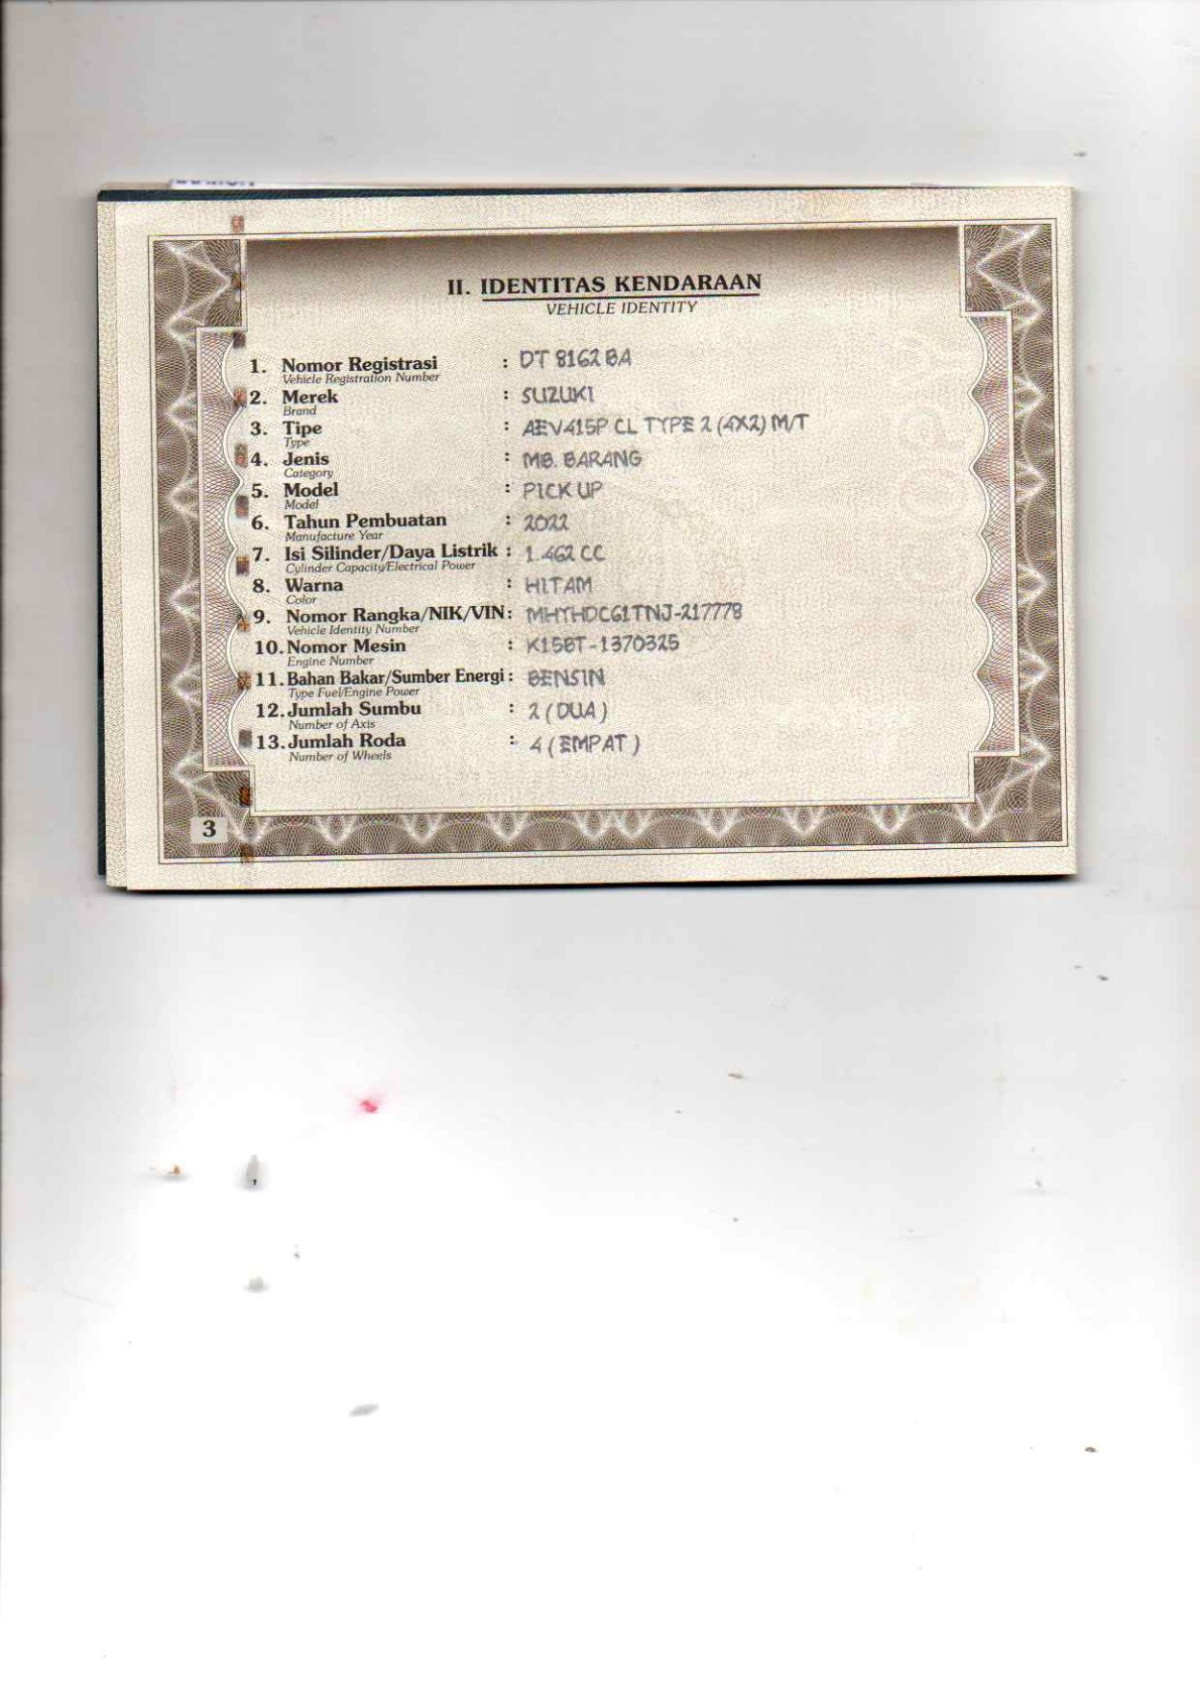 II. IDENTITAS KENDARAAN
VEHICLE IDENTITY
1. Nomor Registrasi : DT 8162 BA
Vehicle Registration Number
2. Merek : SUZUKI
Brand
3. Tipe : AEV415P CL TYPE 2 (4X2) M/T
Type
4. Jenis : MB. BARANG
Category
5. Model : PICK UP
Model
6. Tahun Pembuatan : 2022
Manufacture Year
7. Isi Silinder/Daya Listrik : 1.462 CC
Cylinder Capacity/Electrical Power
8. Warna : HITAM
Color
9. Nomor Rangka/NIK/VIN : MHYHDC61TNJ-217778
Vehicle Identity Number
10. Nomor Mesin : K15BT-1370325
Engine Number
11. Bahan Bakar/Sumber Energi : BENSIN
Type Fuel/Engine Power
12. Jumlah Sumbu : 2 (DUA)
Number of Axis
13. Jumlah Roda : 4 (EMPAT)
Number of Wheels
3